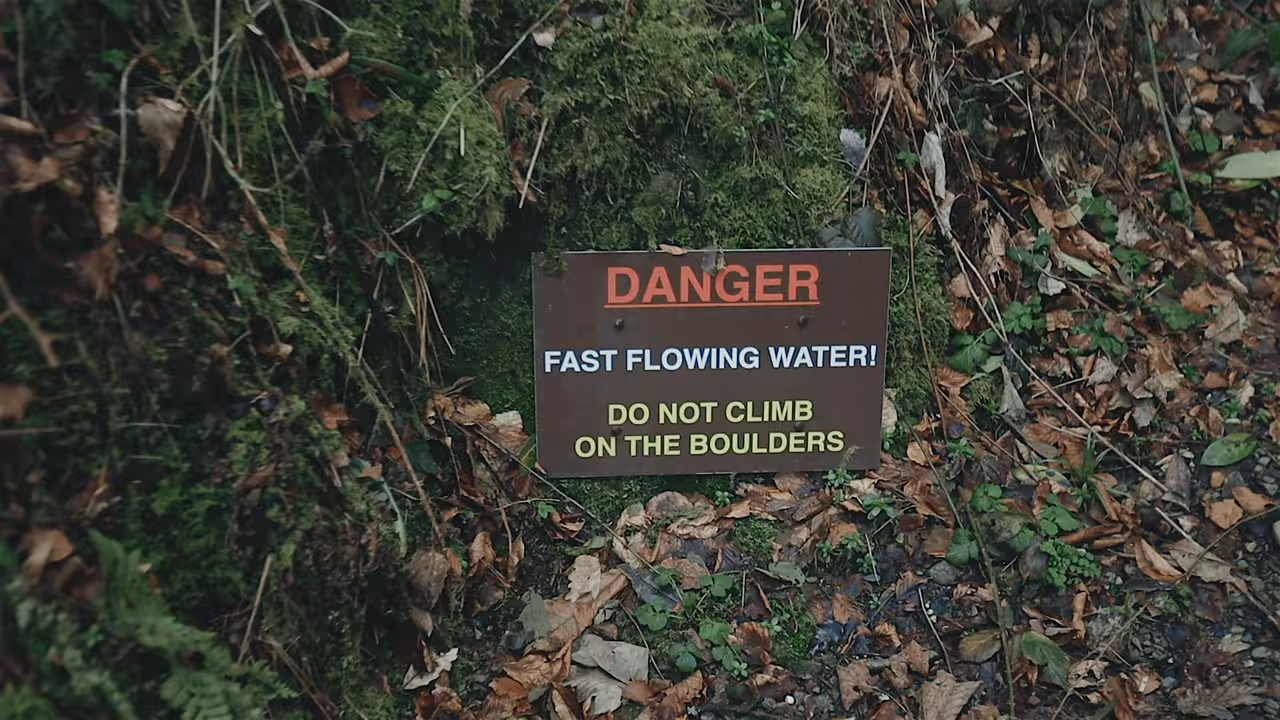 DANGER
FAST FLOWING WATER!
DO NOT CLIMB
ON THE BOULDERS